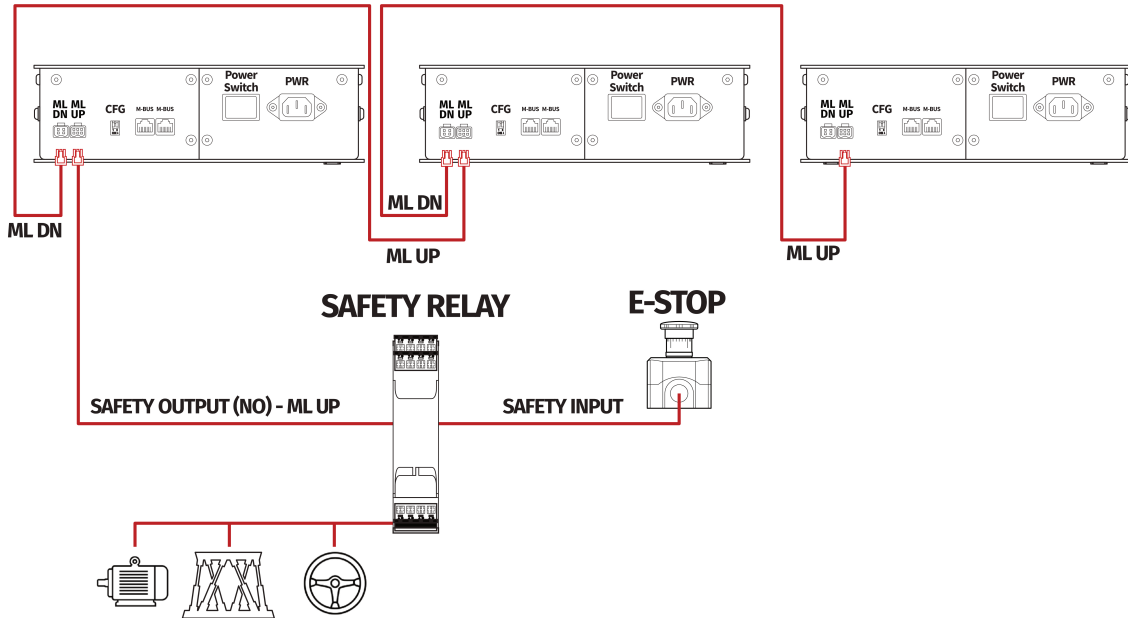 Power
Switch
PWR
ML ML
DN UP
CFG
M-BUS M-BUS
Power
Switch
PWR
ML ML
DN UP
CFG
M-BUS M-BUS
Power
Switch
PWR
ML ML
DN UP
CFG
M-BUS M-BUS
ML DN
ML DN
ML UP
ML UP
SAFETY RELAY
E-STOP
SAFETY OUTPUT (NO) - ML UP
SAFETY INPUT